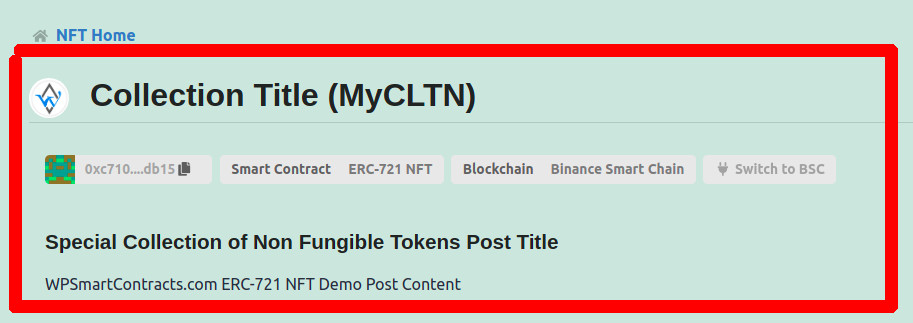 NFT Home
Collection Title (MyCLTN)
0xc710....db15 Smart Contract ERC-721 NFT Blockchain Binance Smart Chain Switch to BSC
Special Collection of Non Fungible Tokens Post Title
WPSmartContracts.com ERC-721 NFT Demo Post Content